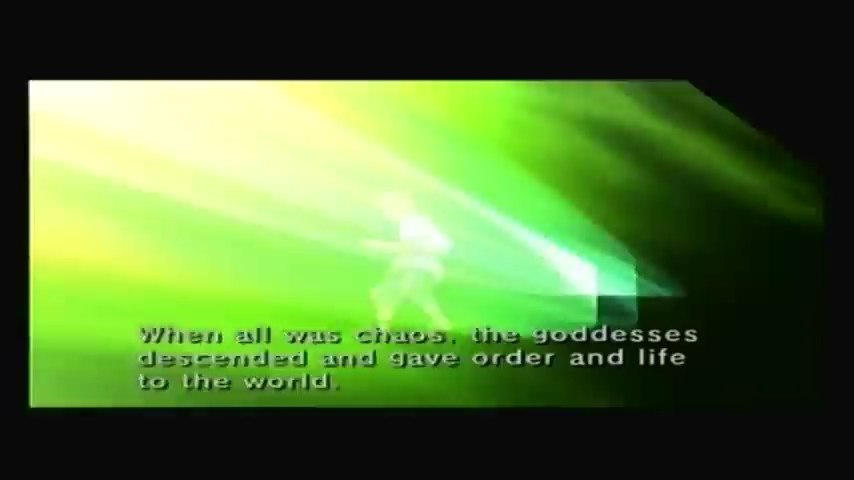 When all was chaos, the goddesses
descended and gave order and life
to the world.